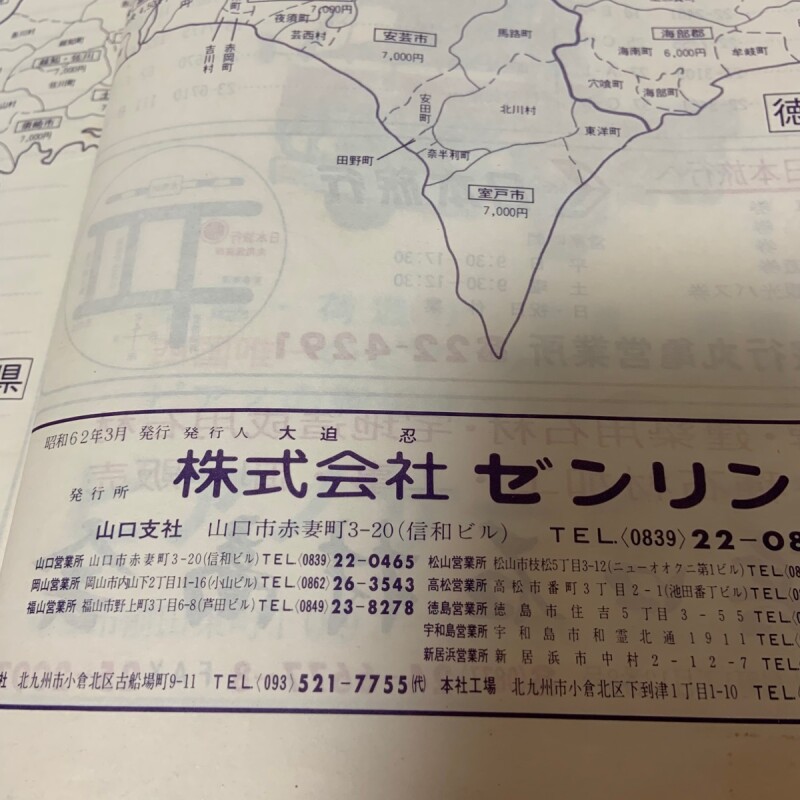 町
7,000円
夜須町
芸西村
吉川村
赤岡町
安芸市
7,000円
馬路村
海部郡
6,000円
海南町
牟岐町
穴喰町
海部町
安田町
北川村
東洋町
田野町
奈半利町
室戸市
7,000円
徳
県
昭和62年3月 発行 発行人 大迫 忍
発行所 株式会社 ゼンリン
山口支社 山口市赤妻町3-20(信和ビル) TEL.〈0839〉22-08
山口営業所 山口市赤妻町3-20(信和ビル) TEL〈0839〉22-0465
岡山営業所 岡山市内山下2丁目11-16(小山ビル) TEL〈0862〉26-3543
福山営業所 福山市野上町3丁目6-8(芦田ビル) TEL〈0849〉23-8278
松山営業所 松山市枝松5丁目3-12(ニューオオクニ第1ビル) TEL〈08
高松営業所 高松市番町3丁目2-1(池田番丁ビル) TEL〈
徳島営業所 徳島市住吉5丁目3-55 TEL〈
宇和島営業所 宇和島市和霊北通1911 TEL〈
新居浜営業所 新居浜市中村2-12-7 TEL
社 北九州市小倉北区古船場町9-11 TEL〈093〉521-7755(代) 本社工場 北九州市小倉北区下到津1丁目1-10 TEL〈